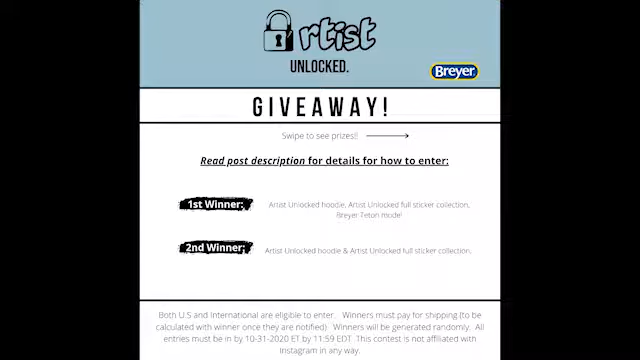 Artist
UNLOCKED.
Breyer
GIVEAWAY!
Swipe to see prizes!!
Read post description for details for how to enter:
1st Winner:
Artist Unlocked hoodie, Artist Unlocked full sticker collection,
Breyer Teton model
2nd Winner:
Artist Unlocked hoodie & Artist Unlocked full sticker collection.
Both U.S and International are eligible to enter. Winners must pay for shipping (to
be calculated with winner once they are notified). Winners will be generated randomly. All
entries must be in by 10-31-2020 ET by 11:59 EDT. This contest is not affiliated with
Instagram in any way.